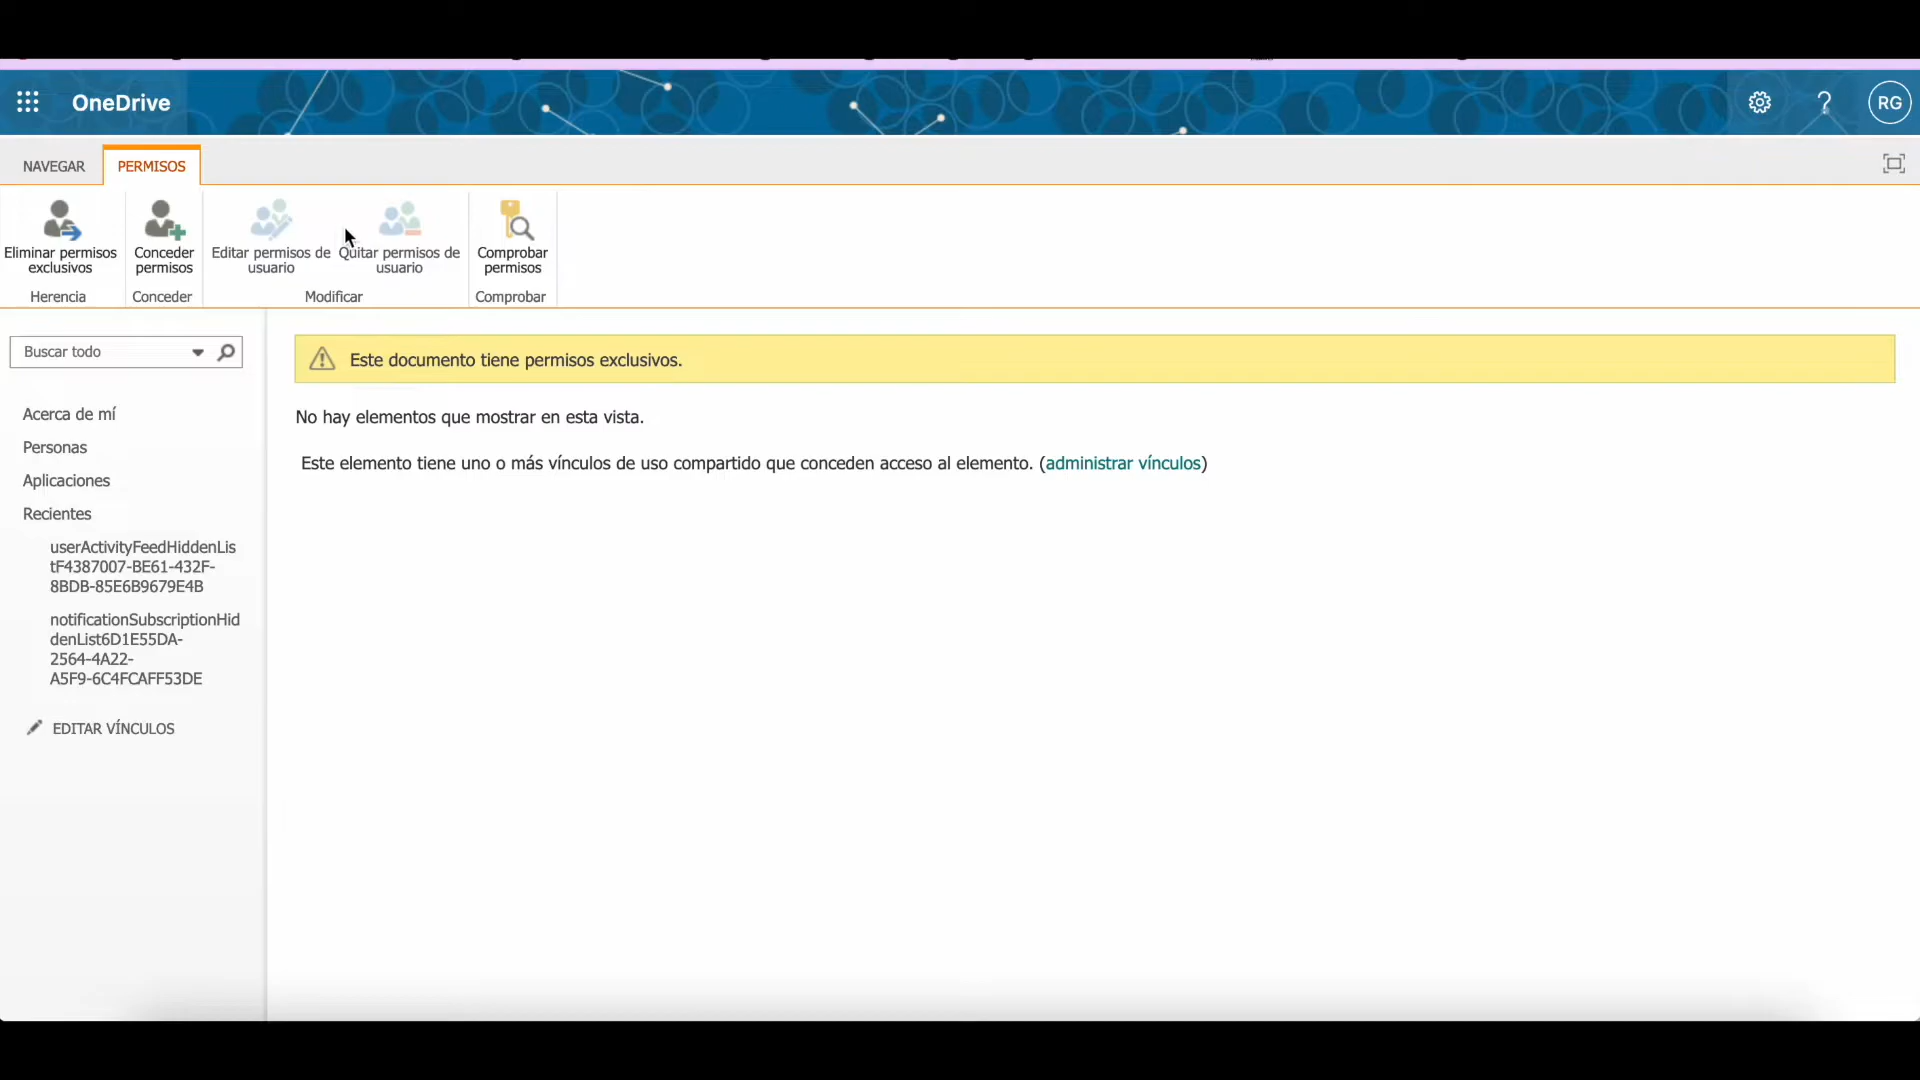 OneDrive
RG
NAVEGAR
PERMISOS
Eliminar permisos
exclusivos
Herencia
Conceder
permisos
Conceder
Editar permisos de
usuario
Quitar permisos de
usuario
Modificar
Comprobar
permisos
Comprobar
Buscar todo
Acerca de mí
Personas
Aplicaciones
Recientes
userActivityFeedHiddenLis
tF4387007-BE61-432F-
8BDB-85E6B9679E4B
notificationSubscriptionHid
denList6D1E55DA-
2564-4A22-
A5F9-6C4FCAFF53DE
EDITAR VÍNCULOS
Este documento tiene permisos exclusivos.
No hay elementos que mostrar en esta vista.
Este elemento tiene uno o más vínculos de uso compartido que conceden acceso al elemento. (administrar vínculos)